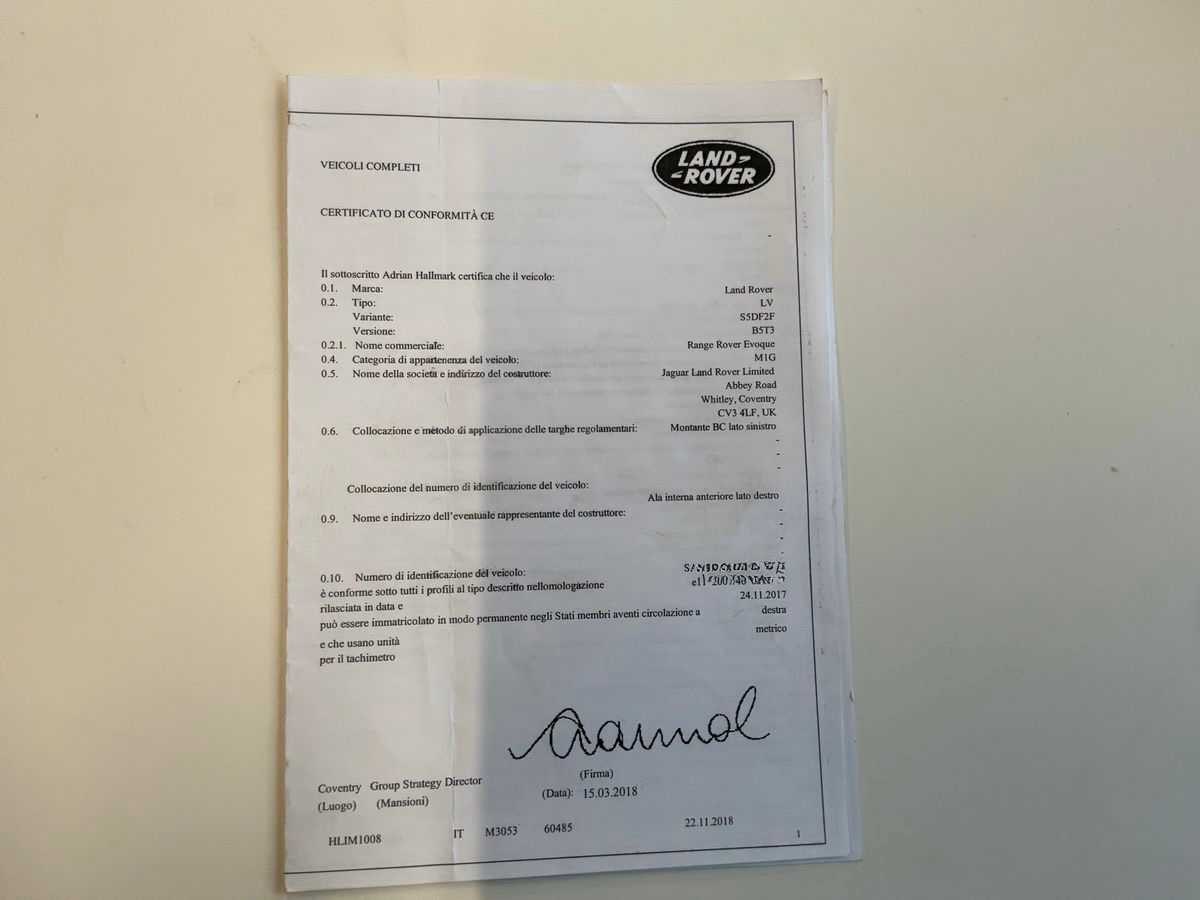 LAND
ROVER
VEICOLI COMPLETI
CERTIFICATO DI CONFORMITÀ CE
-
Il sottoscritto Adrian Hallmark certifica che il veicolo:
0.1. Marca: Land Rover
0.2. Tipo: LV
Variante: S5DF2F
Versione: B5T3
0.2.1. Nome commerciale: Range Rover Evoque
0.4. Categoria di appartenenza del veicolo: M1G
0.5. Nome della società e indirizzo del costruttore: Jaguar Land Rover Limited
Abbey Road
Whitley, Coventry
CV3 4LF, UK
0.6. Collocazione e metodo di applicazione delle targhe regolamentari: Montante BC lato sinistro
-
-
-
Collocazione del numero di identificazione del veicolo:
Ala interna anteriore lato destro
0.9. Nome e indirizzo dell'eventuale rappresentante del costruttore: -
-
-
-
0.10. Numero di identificazione del veicolo:
è conforme sotto tutti i profili al tipo descritto nellomologazione
rilasciata in data e 24.11.2017
può essere immatricolato in modo permanente negli Stati membri aventi circolazione a destra
e che usano unità metrico
per il tachimetro
(Firma)
Coventry Group Strategy Director
(Luogo) (Mansioni) (Data): 15.03.2018
HLIM1008 IT M3053 60485 22.11.2018 1